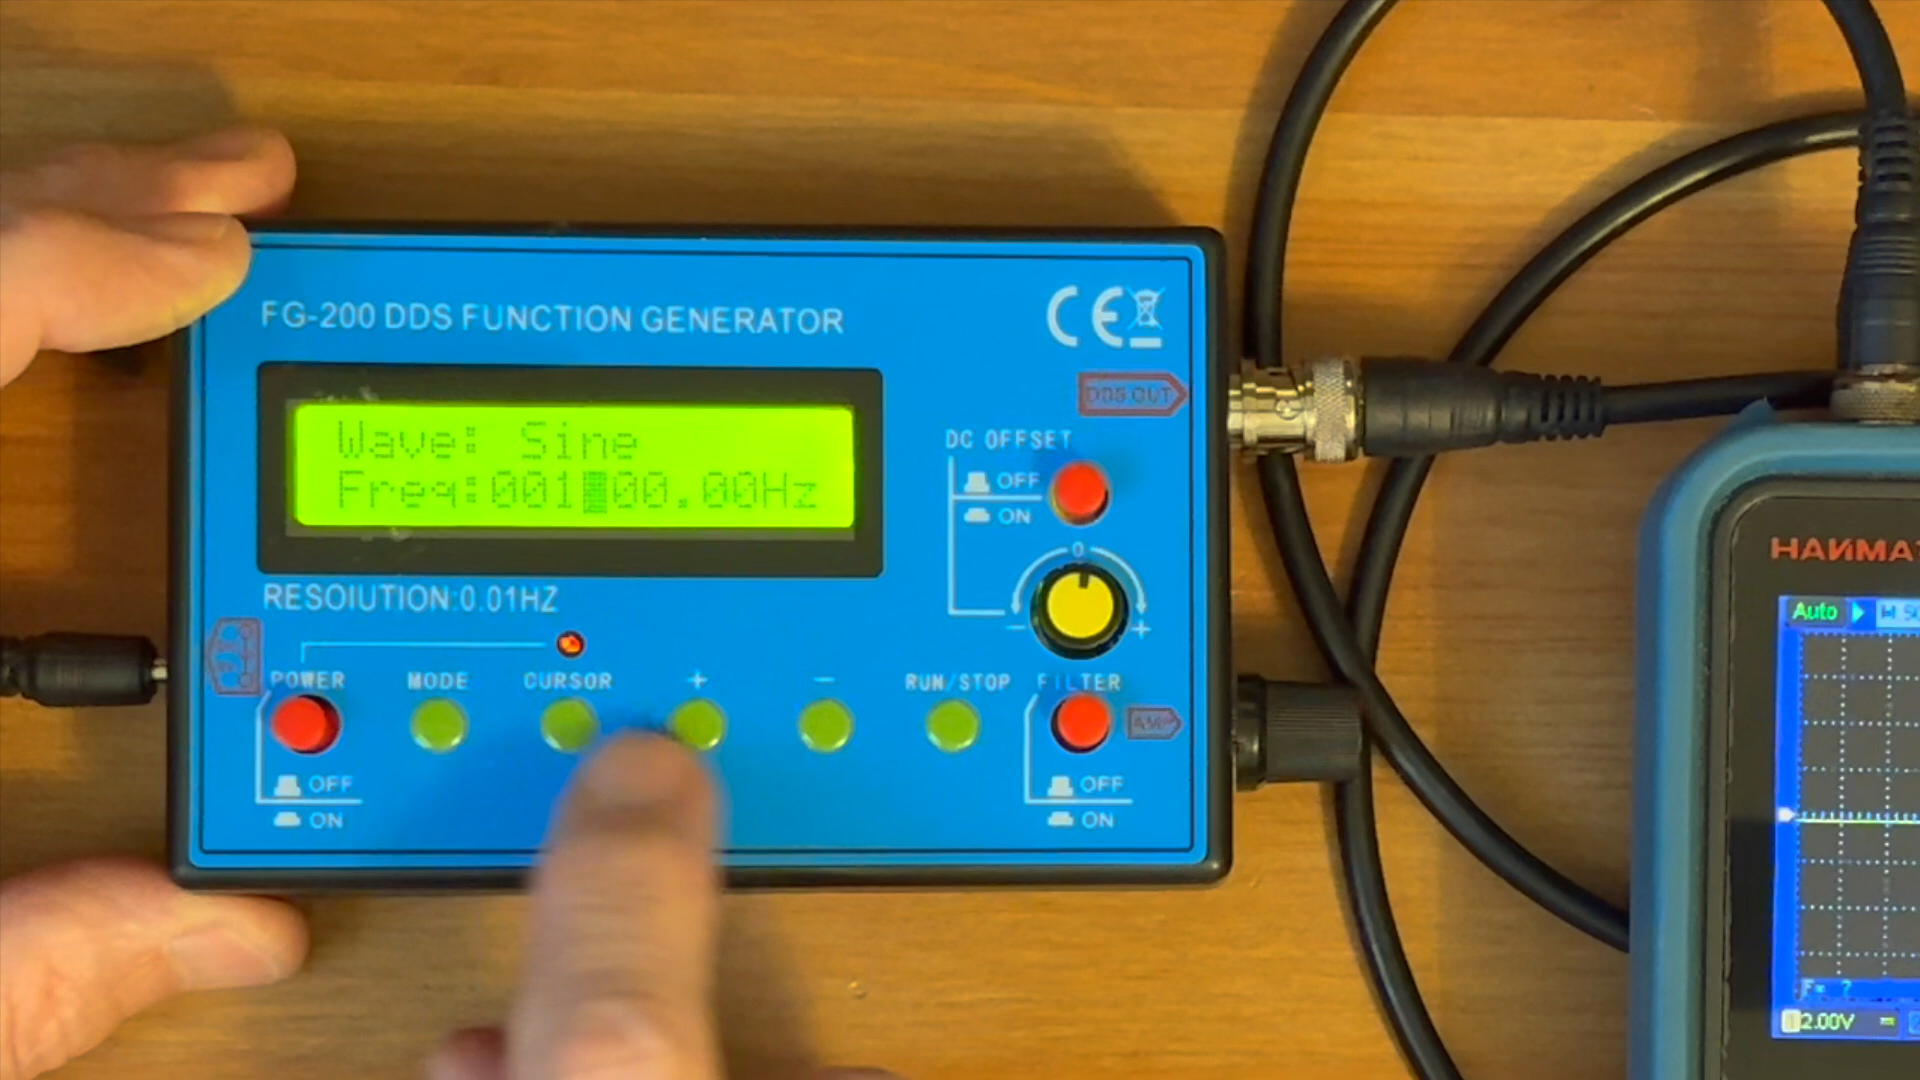 FG-200 DDS FUNCTION GENERATOR
CE
DDS OUT
Wave: Sine
Freq:001 00.00Hz
DC OFFSET
OFF
ON
0
- +
RESOIUTION:0.01HZ
POWER
MODE
CURSOR
+
-
RUN/STOP
FILTER
AMP
OFF
ON
OFF
ON
HANMAT
Auto
F= ?
2.00V